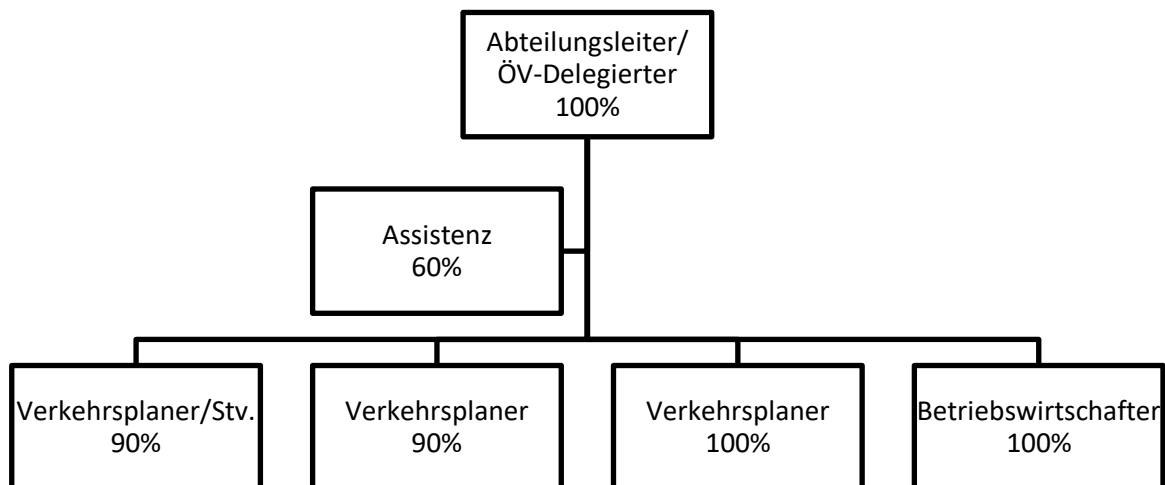 Abteilungsleiter/
ÖV-Delegierter
100%
Assistenz
60%
Verkehrsplaner/Stv.
90%
Verkehrsplaner
90%
Verkehrsplaner
100%
Betriebswirtschafter
100%